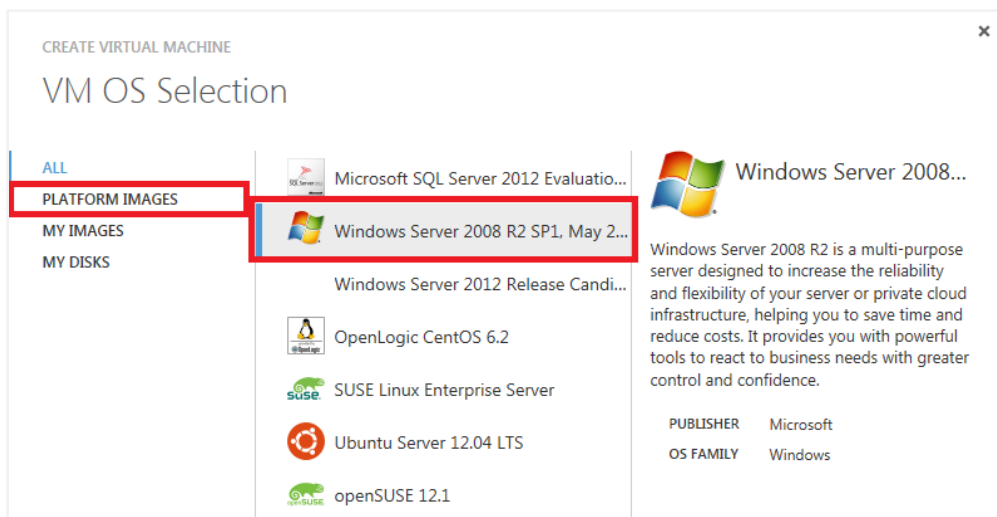 CREATE VIRTUAL MACHINE
VM OS Selection
ALL
PLATFORM IMAGES
MY IMAGES
MY DISKS
Microsoft SQL Server 2012 Evaluatio...
Windows Server 2008 R2 SP1, May 2...
Windows Server 2012 Release Candi...
OpenLogic CentOS 6.2
SUSE Linux Enterprise Server
Ubuntu Server 12.04 LTS
openSUSE 12.1
Windows Server 2008...
Windows Server 2008 R2 is a multi-purpose
server designed to increase the reliability
and flexibility of your server or private cloud
infrastructure, helping you to save time and
reduce costs. It provides you with powerful
tools to react to business needs with greater
control and confidence.
PUBLISHER Microsoft
OS FAMILY Windows